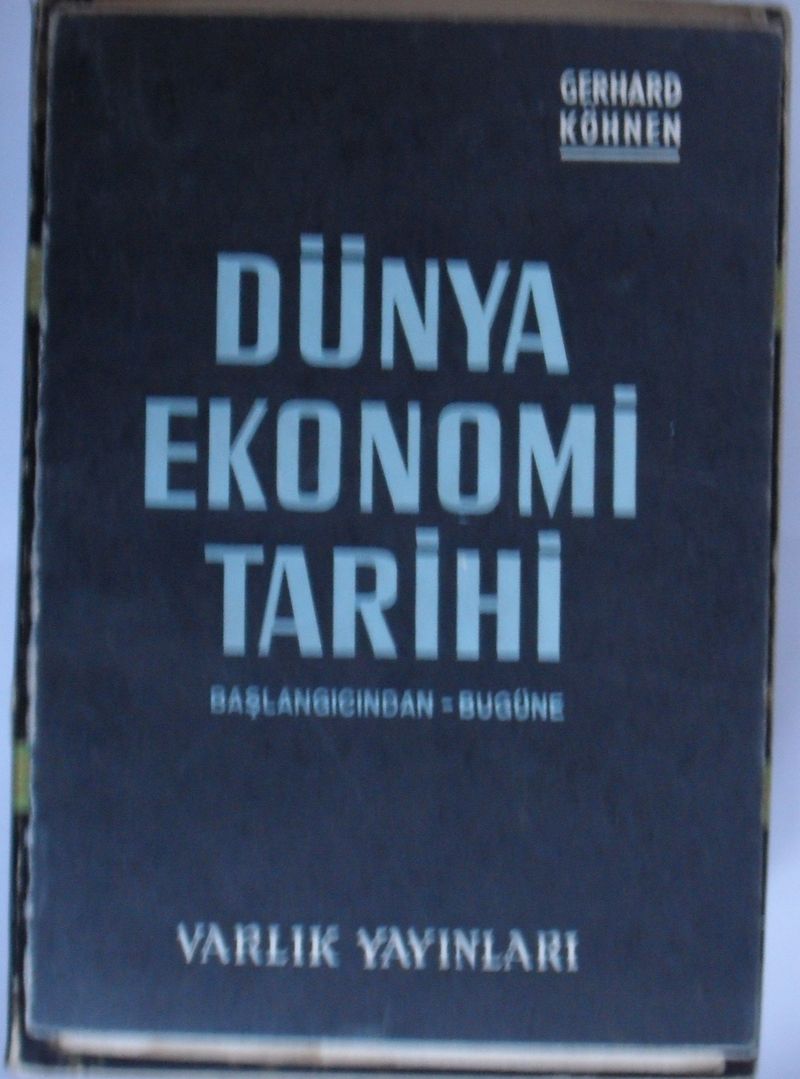 GERHARD
KÖHNEN
DÜNYA
EKONOMİ
TARİHİ
BAŞLANGICINDAN = BUGÜNE
VARLIK YAYINLARI